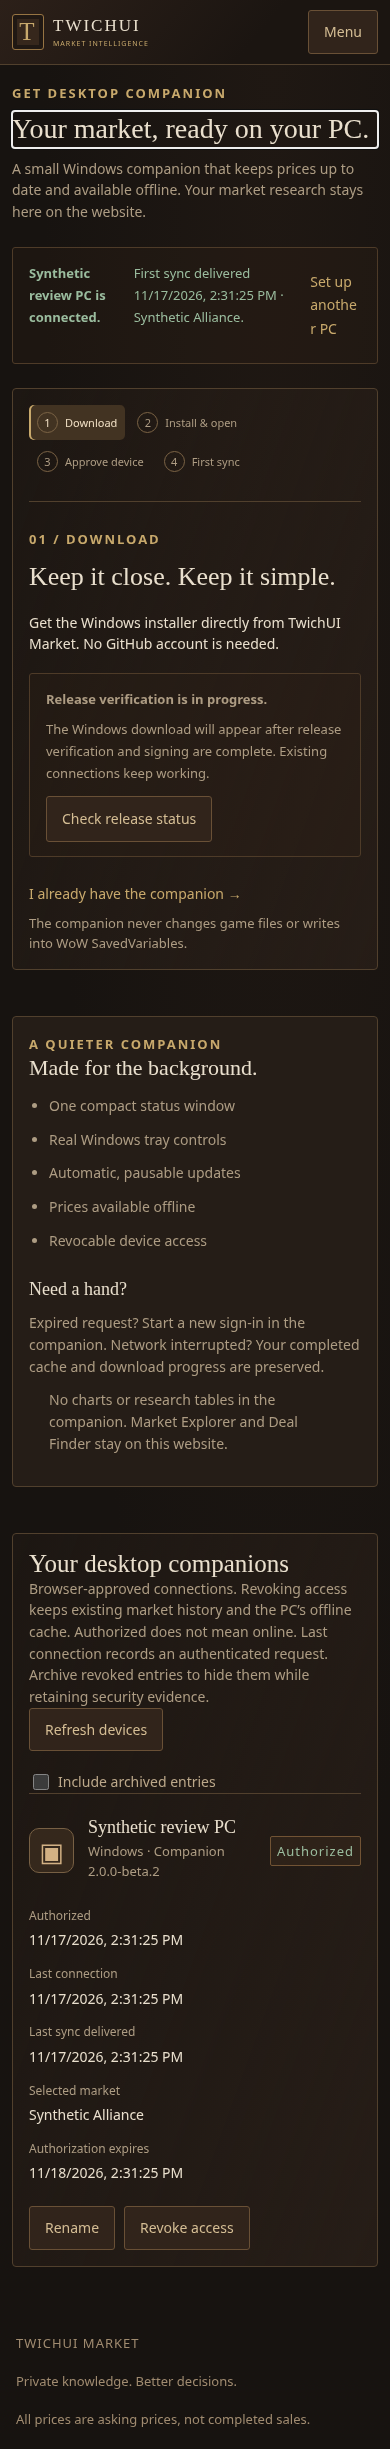 T
TWICHUI
MARKET INTELLIGENCE
Menu
GET DESKTOP COMPANION
Your market, ready on your PC.
A small Windows companion that keeps prices up to
date and available offline. Your market research stays
here on the website.
Synthetic
review PC is
connected.
First sync delivered
11/17/2026, 2:31:25 PM ·
Synthetic Alliance.
Set up
anothe
r PC
1 Download
2 Install & open
3 Approve device
4 First sync
01 / DOWNLOAD
Keep it close. Keep it simple.
Get the Windows installer directly from TwichUI
Market. No GitHub account is needed.
Release verification is in progress.
The Windows download will appear after release
verification and signing are complete. Existing
connections keep working.
Check release status
I already have the companion →
The companion never changes game files or writes
into WoW SavedVariables.
A QUIETER COMPANION
Made for the background.
• One compact status window
• Real Windows tray controls
• Automatic, pausable updates
• Prices available offline
• Revocable device access
Need a hand?
Expired request? Start a new sign-in in the
companion. Network interrupted? Your completed
cache and download progress are preserved.
No charts or research tables in the
companion. Market Explorer and Deal
Finder stay on this website.
Your desktop companions
Browser-approved connections. Revoking access
keeps existing market history and the PC's offline
cache. Authorized does not mean online. Last
connection records an authenticated request.
Archive revoked entries to hide them while
retaining security evidence.
Refresh devices
Include archived entries
Synthetic review PC
Windows · Companion
2.0.0-beta.2
Authorized
Authorized
11/17/2026, 2:31:25 PM
Last connection
11/17/2026, 2:31:25 PM
Last sync delivered
11/17/2026, 2:31:25 PM
Selected market
Synthetic Alliance
Authorization expires
11/18/2026, 2:31:25 PM
Rename
Revoke access
TWICHUI MARKET
Private knowledge. Better decisions.
All prices are asking prices, not completed sales.